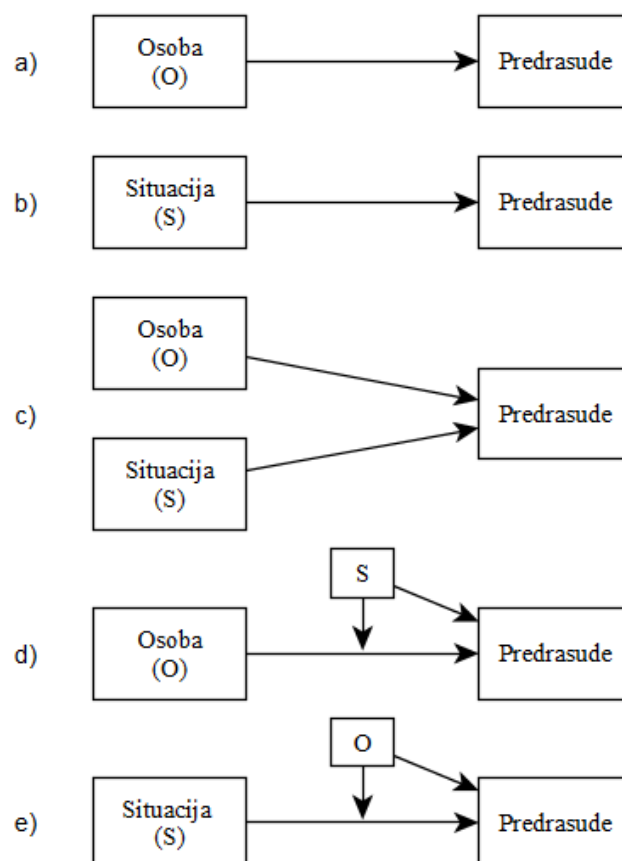 a)
Osoba
(O)
Predrasude
b)
Situacija
(S)
Predrasude
c)
Osoba
(O)
Predrasude
Situacija
(S)
S
d)
Osoba
(O)
Predrasude
O
e)
Situacija
(S)
Predrasude